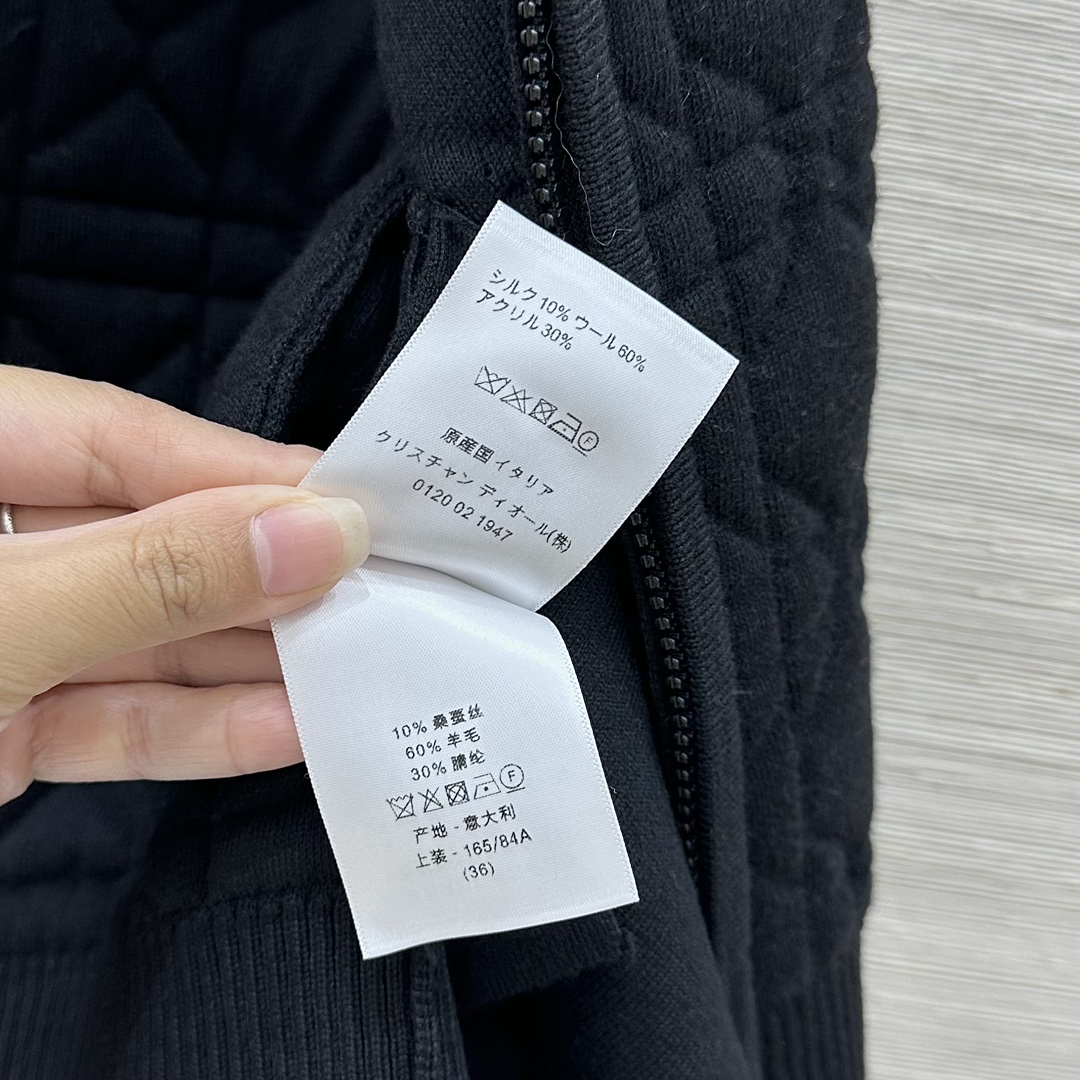 シルク 10% ウール 60%
アクリル 30%
F
原産国 イタリア
クリスチャン ディオール(株)
0120 02 1947
10% 桑蚕丝
60% 羊毛
30% 腈纶
F
产地 - 意大利
上装 - 165/84A
(36)